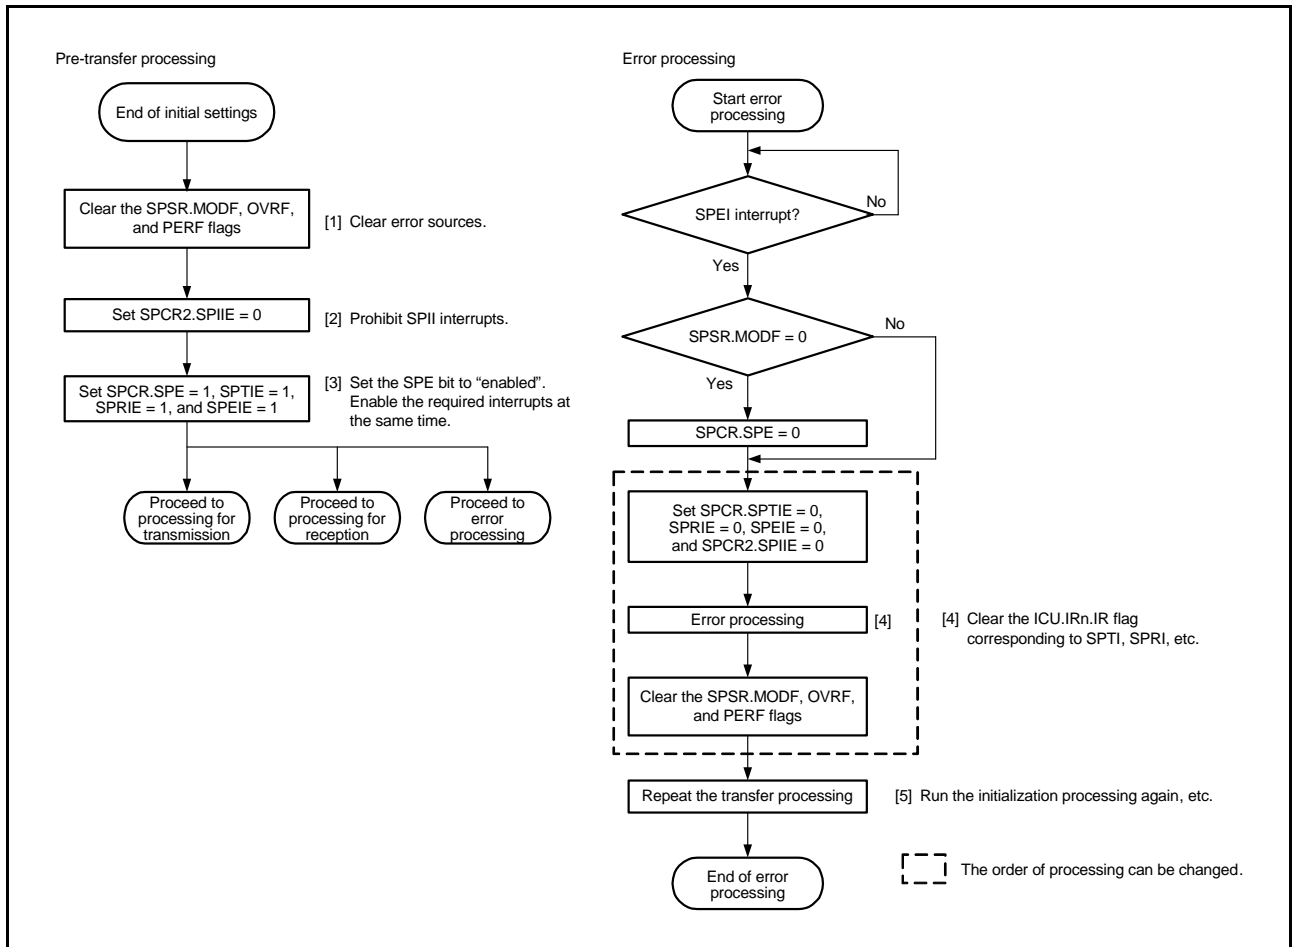 Pre-transfer processing
End of initial settings
Clear the SPSR.MODF, OVRF,
and PERF flags
[1] Clear error sources.
Set SPCR2.SPIIE = 0
[2] Prohibit SPII interrupts.
Set SPCR.SPE = 1, SPTIE = 1,
SPRIE = 1, and SPEIE = 1
[3] Set the SPE bit to “enabled”.
Enable the required interrupts at
the same time.
Proceed to
processing for
transmission
Proceed to
processing for
reception
Proceed to
error
processing
Error processing
Start error
processing
SPEI interrupt?
No
Yes
SPSR.MODF = 0
No
Yes
SPCR.SPE = 0
Set SPCR.SPTIE = 0,
SPRIE = 0, SPEIE = 0,
and SPCR2.SPIIE = 0
Error processing
[4]
[4] Clear the ICU.IRn.IR flag
corresponding to SPTI, SPRI, etc.
Clear the SPSR.MODF, OVRF,
and PERF flags
Repeat the transfer processing
[5] Run the initialization processing again, etc.
End of error
processing
The order of processing can be changed.